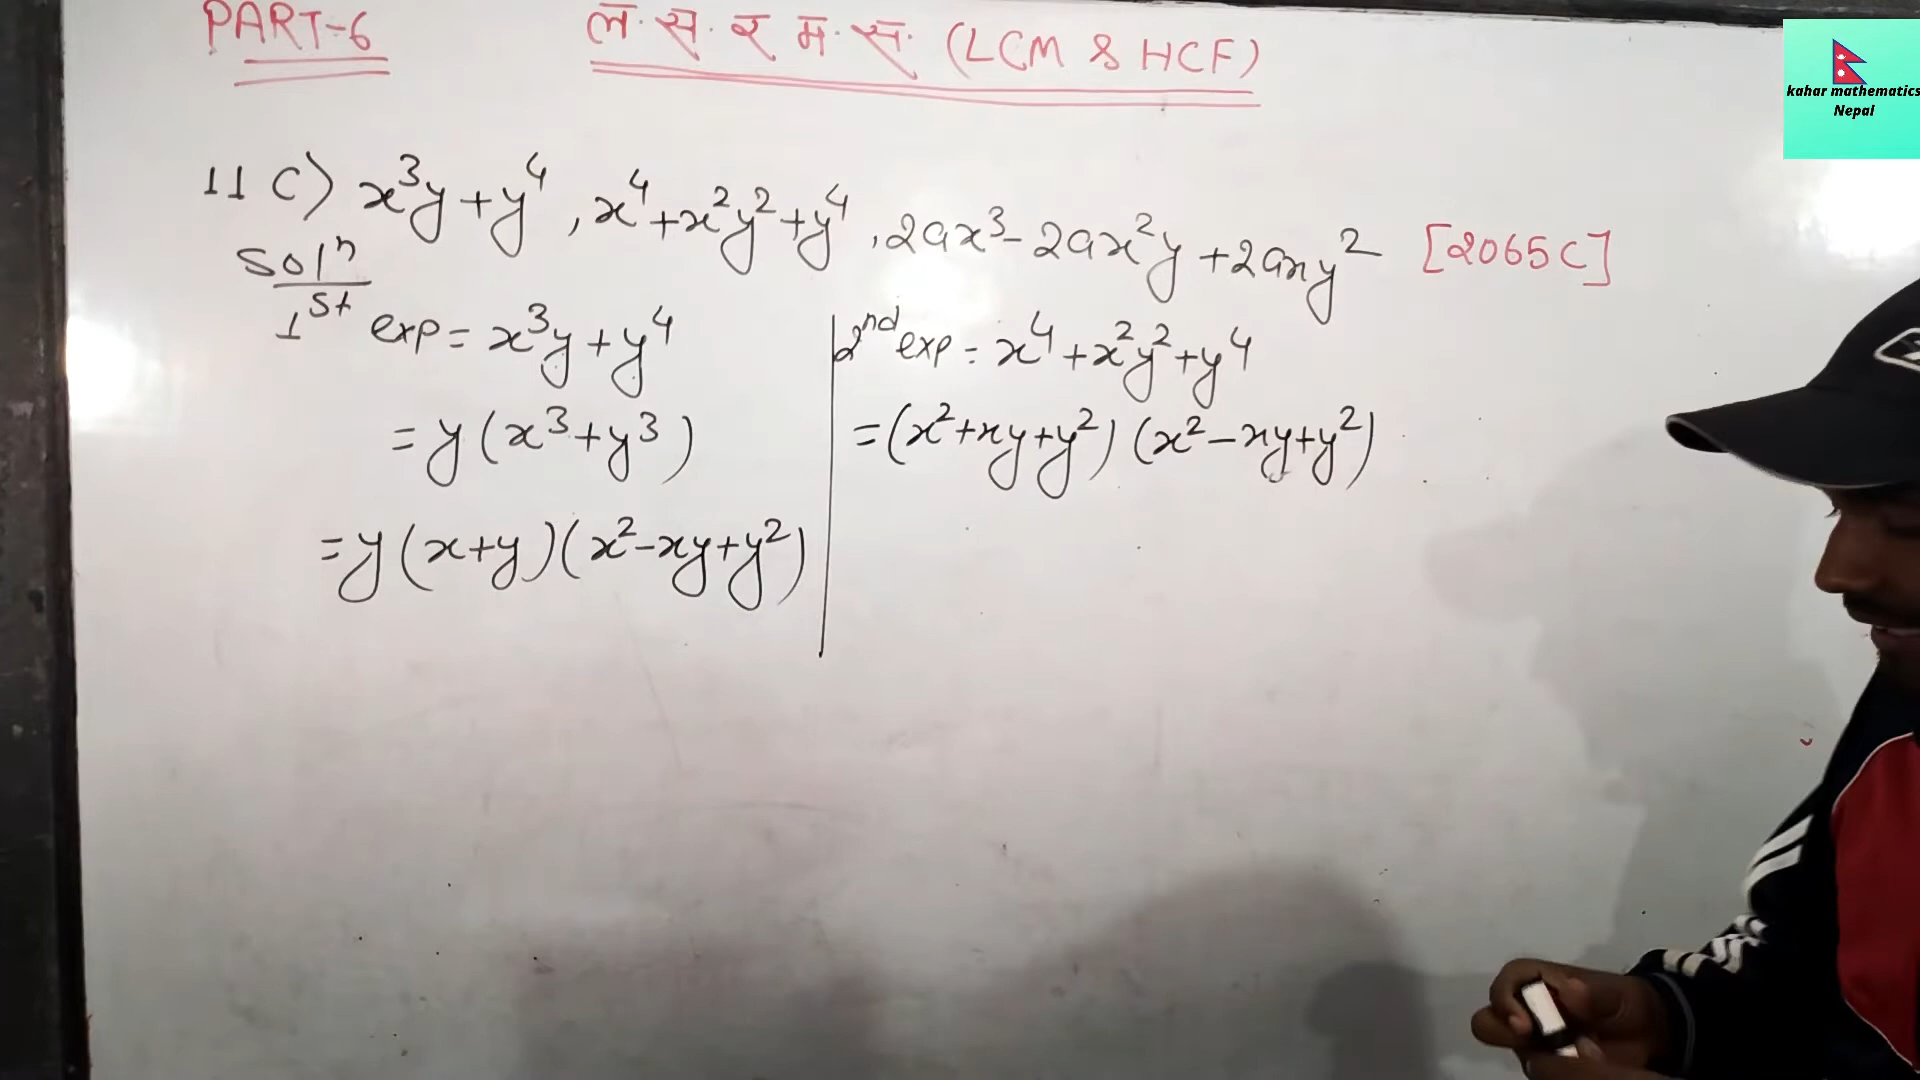 PART-6
ल. स. र म. स. (LCM & HCF)
kahar mathematics
Nepal
11 C) x³y + y⁴, x⁴ + x²y² + y⁴, 2ax³ - 2ax²y + 2axy² [2065C]
Solⁿ
1st exp = x³y + y⁴
= y(x³ + y³)
= y(x+y)(x² - xy + y²)
2nd exp = x⁴ + x²y² + y⁴
= (x² + xy + y²) (x² - xy + y²)